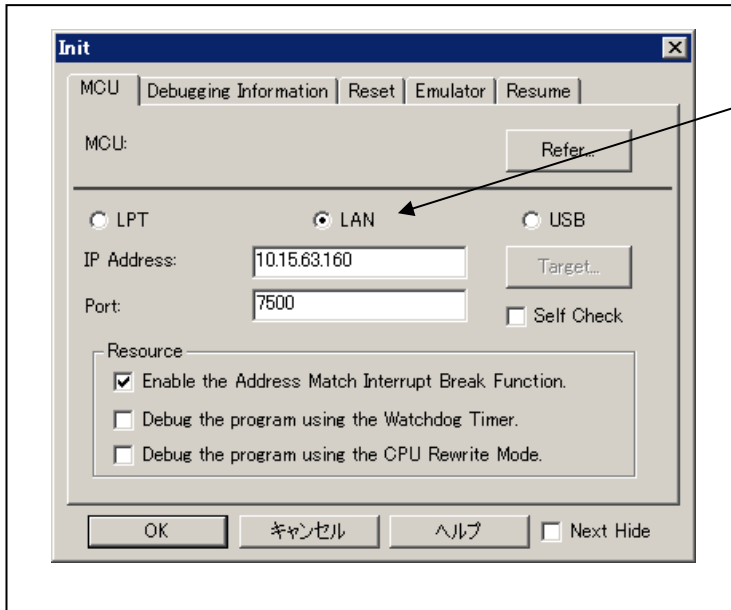 Init
MCU Debugging Information Reset Emulator Resume
MCU:
Refer...
LPT LAN USB
IP Address: 10.15.63.160 Target...
Port: 7500 Self Check
Resource
Enable the Address Match Interrupt Break Function.
Debug the program using the Watchdog Timer.
Debug the program using the CPU Rewrite Mode.
OK キャンセル ヘルプ Next Hide